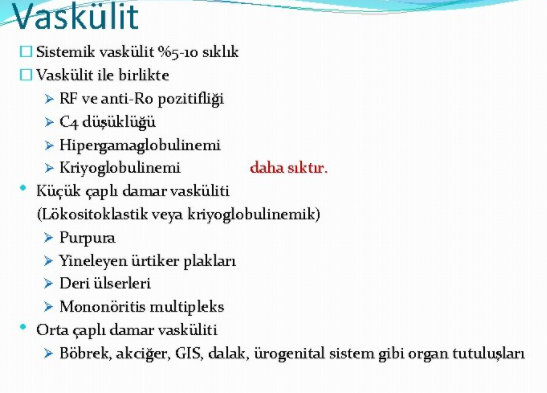 Vaskülit
□ Sistemik vaskülit %5-10 sıklık
□ Vaskülit ile birlikte
➢ RF ve anti-Ro pozitifliği
➢ C4 düşüklüğü
➢ Hipergamaglobulinemi
➢ Kriyoglobulinemi daha sıktır.
• Küçük çaplı damar vasküliti
(Lökositoklastik veya kriyoglobulinemik)
➢ Purpura
➢ Yineleyen ürtiker plakları
➢ Deri ülserleri
➢ Mononöritis multipleks
• Orta çaplı damar vasküliti
➢ Böbrek, akciğer, GIS, dalak, ürogenital sistem gibi organ tutuluşları